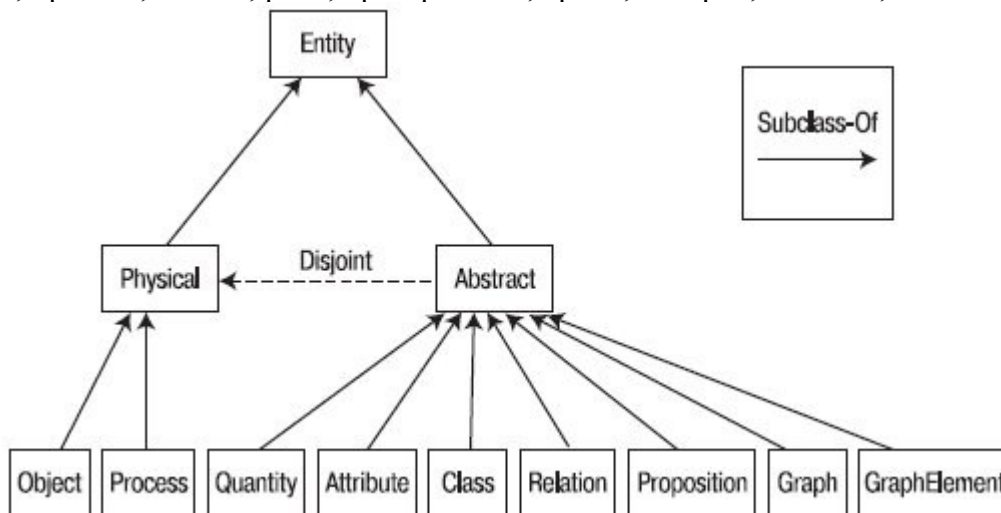 Entity
Subclass-Of
Physical
Disjoint
Abstract
Object
Process
Quantity
Attribute
Class
Relation
Proposition
Graph
GraphElement